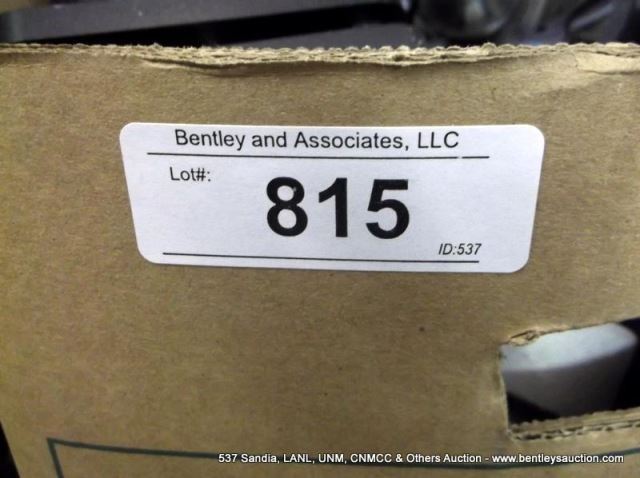 Bentley and Associates, LLC
Lot#:
815
ID:537
537 Sandia, LANL, UNM, CNMCC & Others Auction - www.bentleysauction.com